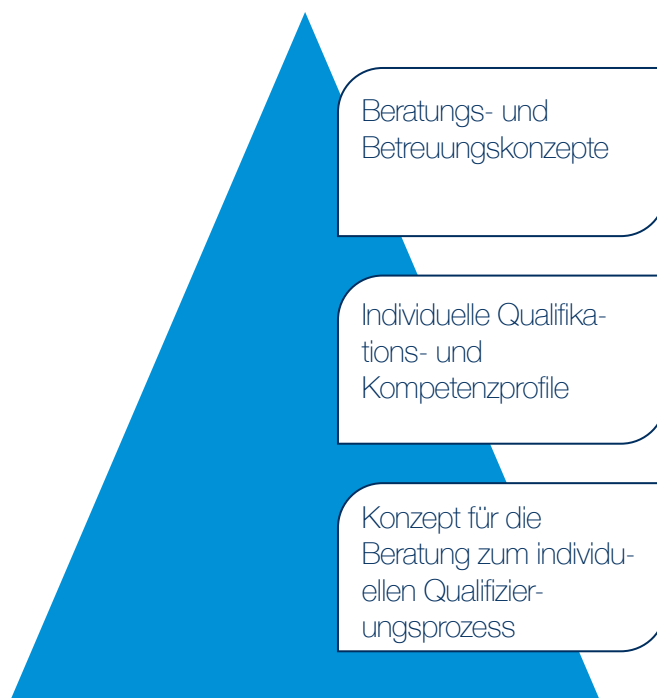 Beratungs- und
Betreuungskonzepte
Individuelle Qualifika-
tions- und
Kompetenzprofile
Konzept für die
Beratung zum individu-
ellen Qualifizier-
ungsprozess